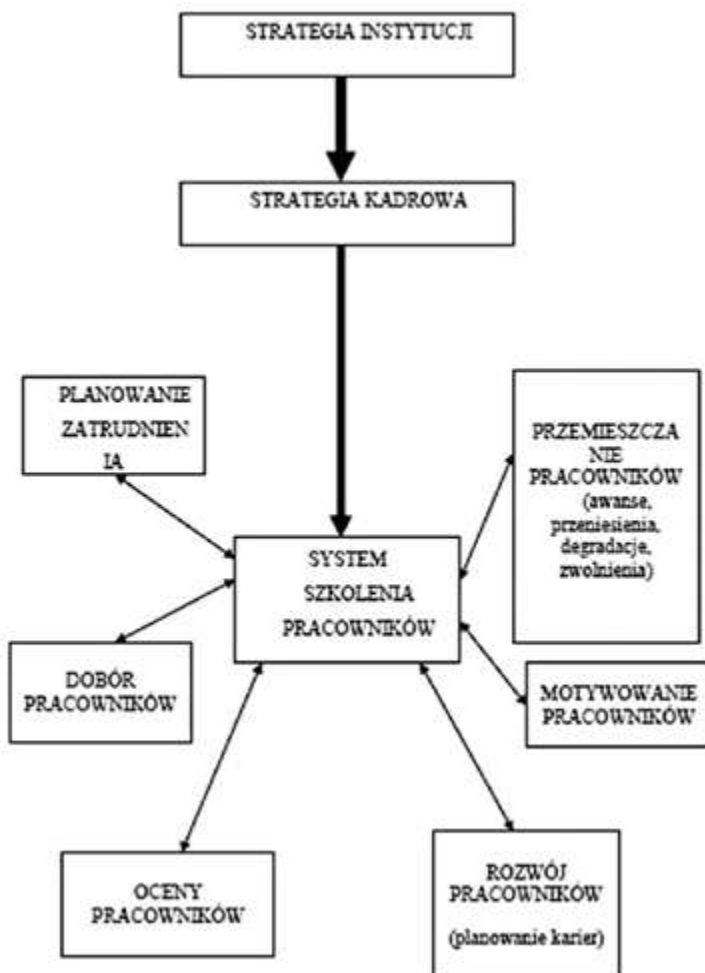 STRATEGIA INSTYTUCJI
STRATEGIA KADROWA
PLANOWANIE
ZATRUDNIEN
IA
PRZEMIESZCZA
NIE
PRACOWNIKÓW
(awanse,
przeniesienia,
degradacje,
zwolnienia)
SYSTEM
SZKOLENIA
PRACOWNIKÓW
DOBÓR
PRACOWNIKÓW
MOTYWOWANIE
PRACOWNIKÓW
OCENY
PRACOWNIKÓW
ROZWÓJ
PRACOWNIKÓW
(planowanie karier)